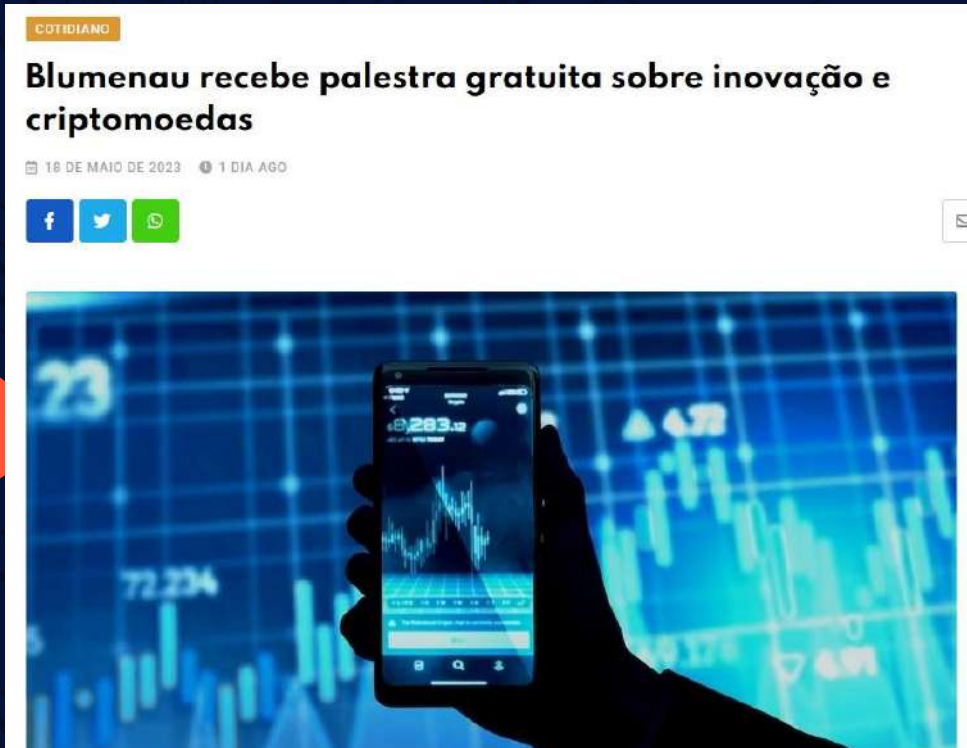 COTIDIANO
Blumenau recebe palestra gratuita sobre inovação e
criptomoedas
18 DE MAIO DE 2023 1 DIA AGO
23
8,283.12
4.72
72.234
4.91